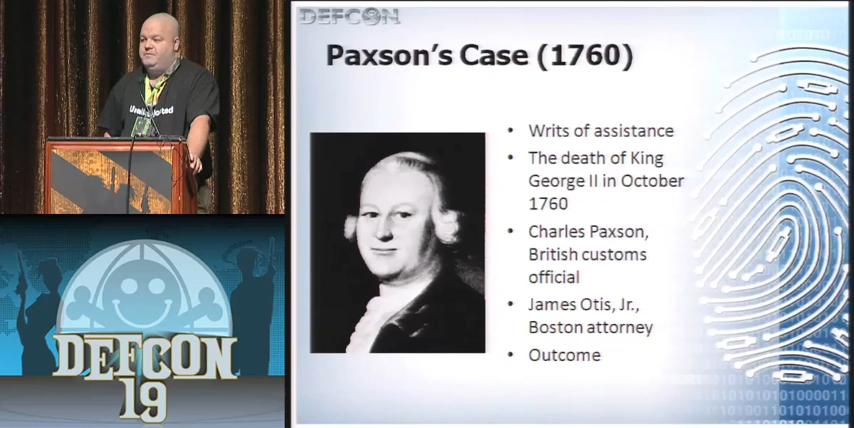 DEFCON
Paxson's Case (1760)
• Writs of assistance
• The death of King
George II in October
1760
• Charles Paxson,
British customs
official
• James Otis, Jr.,
Boston attorney
• Outcome
DEFCON
19